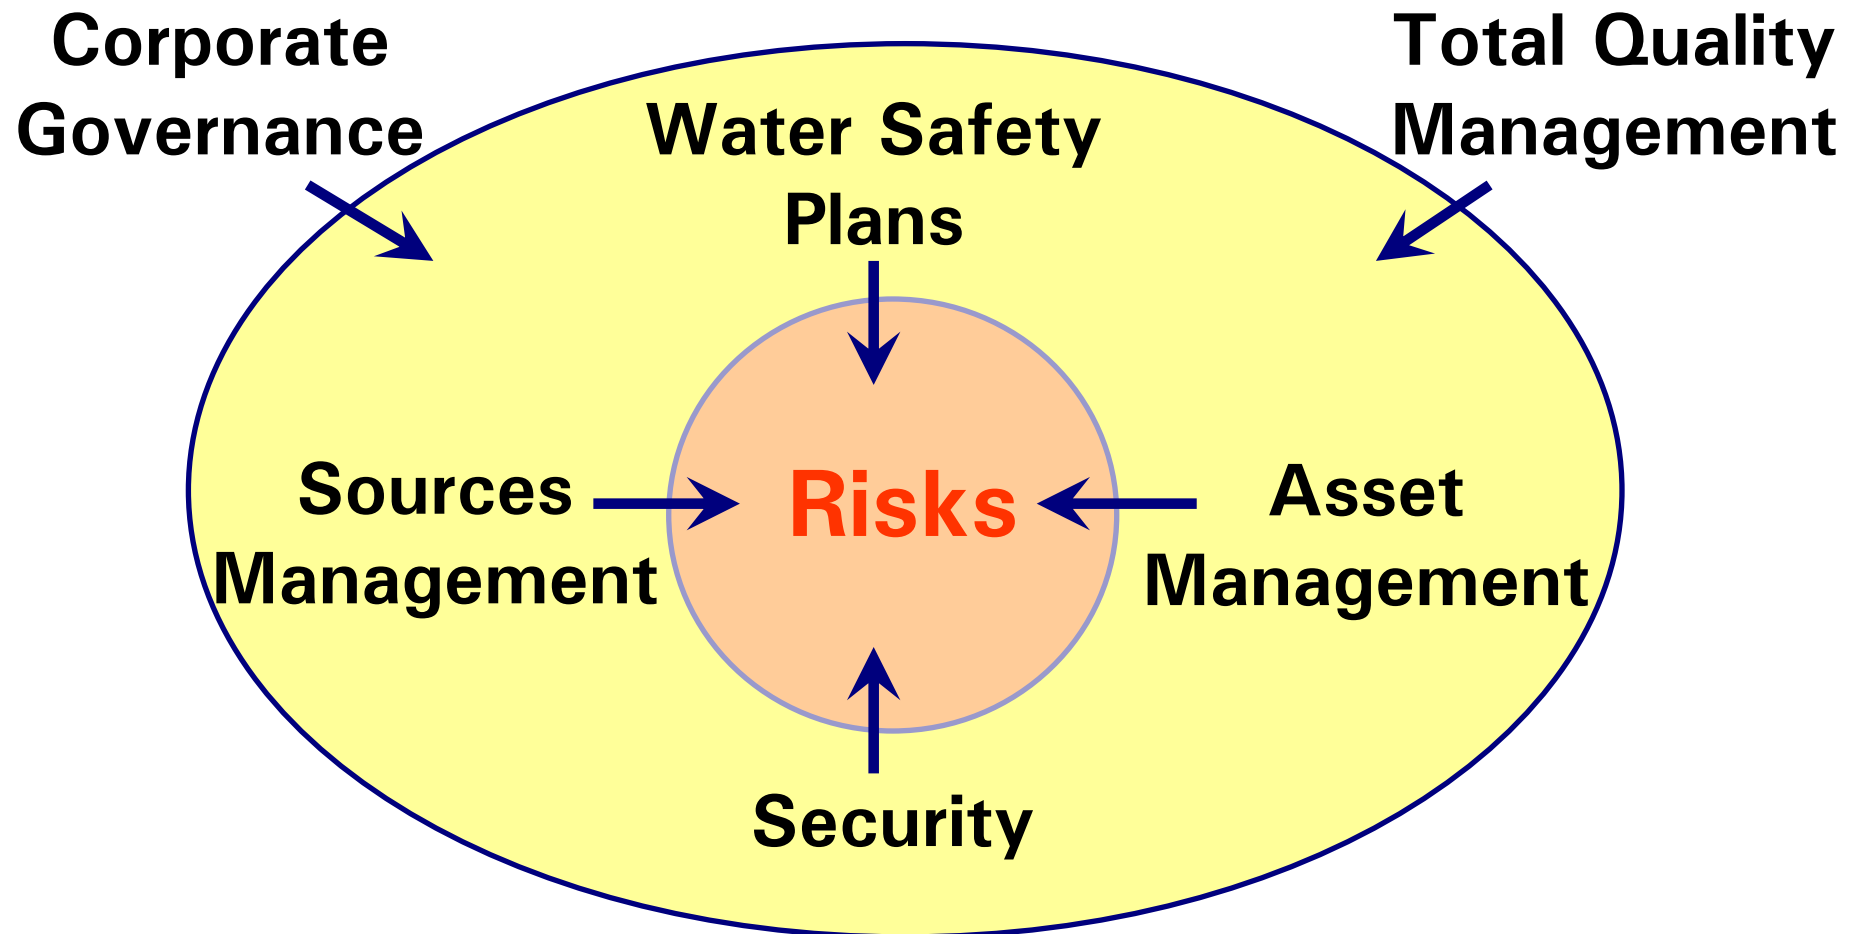 Corporate
Governance
Total Quality
Management
Water Safety
Plans
Sources
Management
Risks
Asset
Management
Security